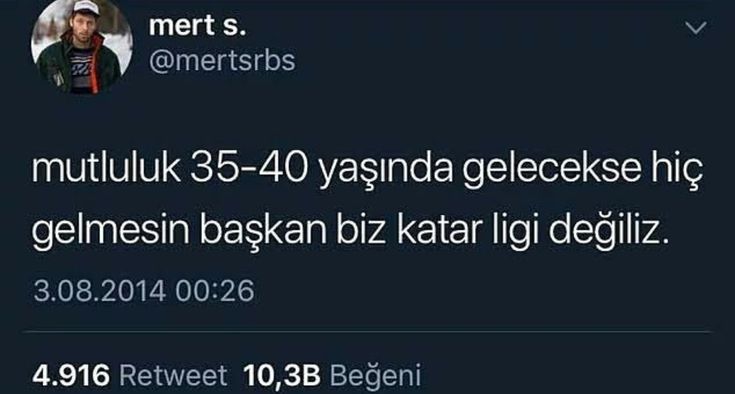 mert s.
@mertsrbs
mutluluk 35-40 yaşında gelecekse hiç
gelmesin başkan biz katar ligi değiliz.
3.08.2014 00:26
4.916 Retweet 10,3B Beğeni